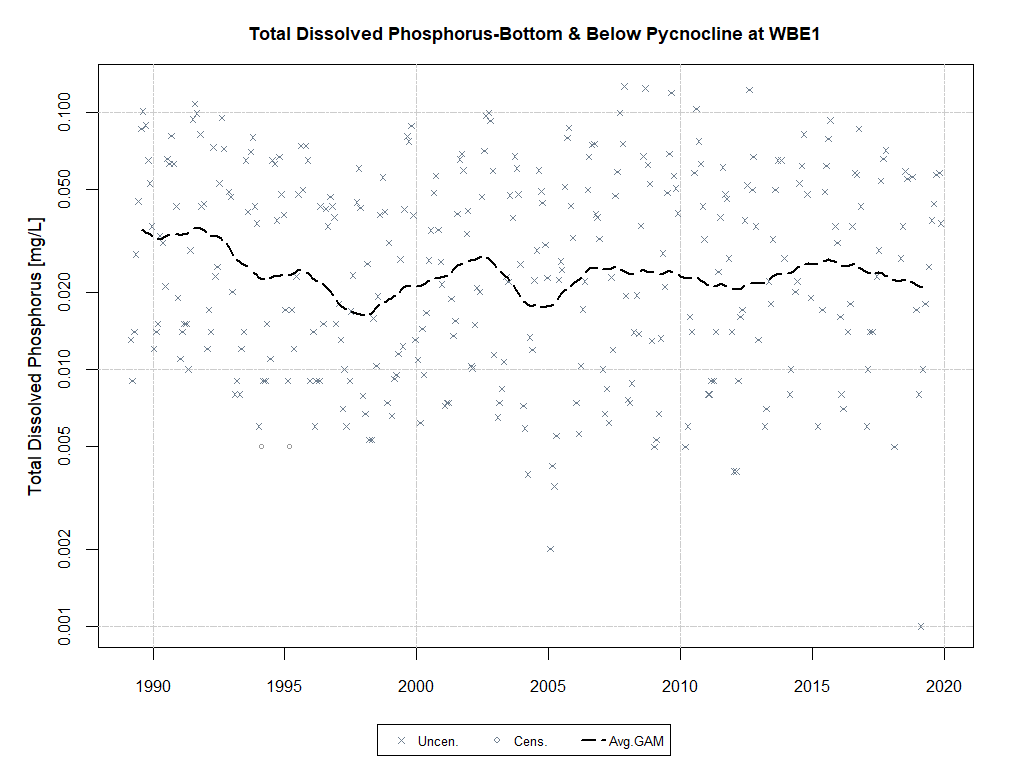 Total Dissolved Phosphorus-Bottom & Below Pycnocline at WBE1
Total Dissolved Phosphorus [mg/L]
0.100
0.050
0.020
0.010
0.005
0.002
0.001
1990 1995 2000 2005 2010 2015 2020
Uncen. Cens. Avg.GAM